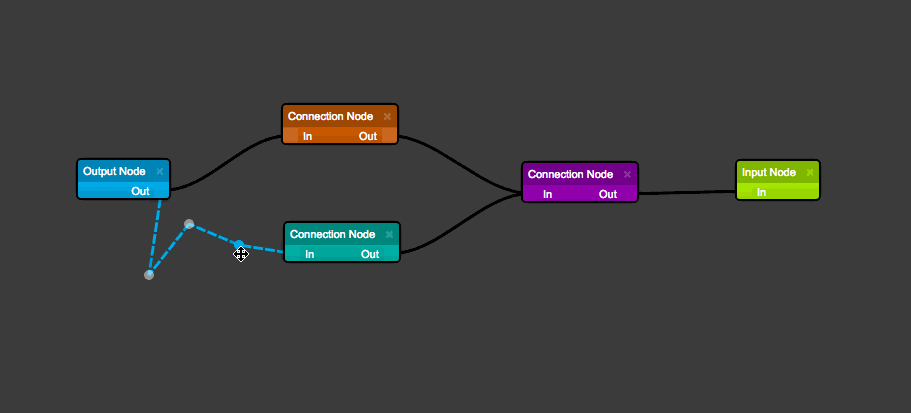 Connection Node ×
In Out
Output Node ×
Out
Connection Node ×
In Out
Input Node ×
In
Connection Node ×
In Out